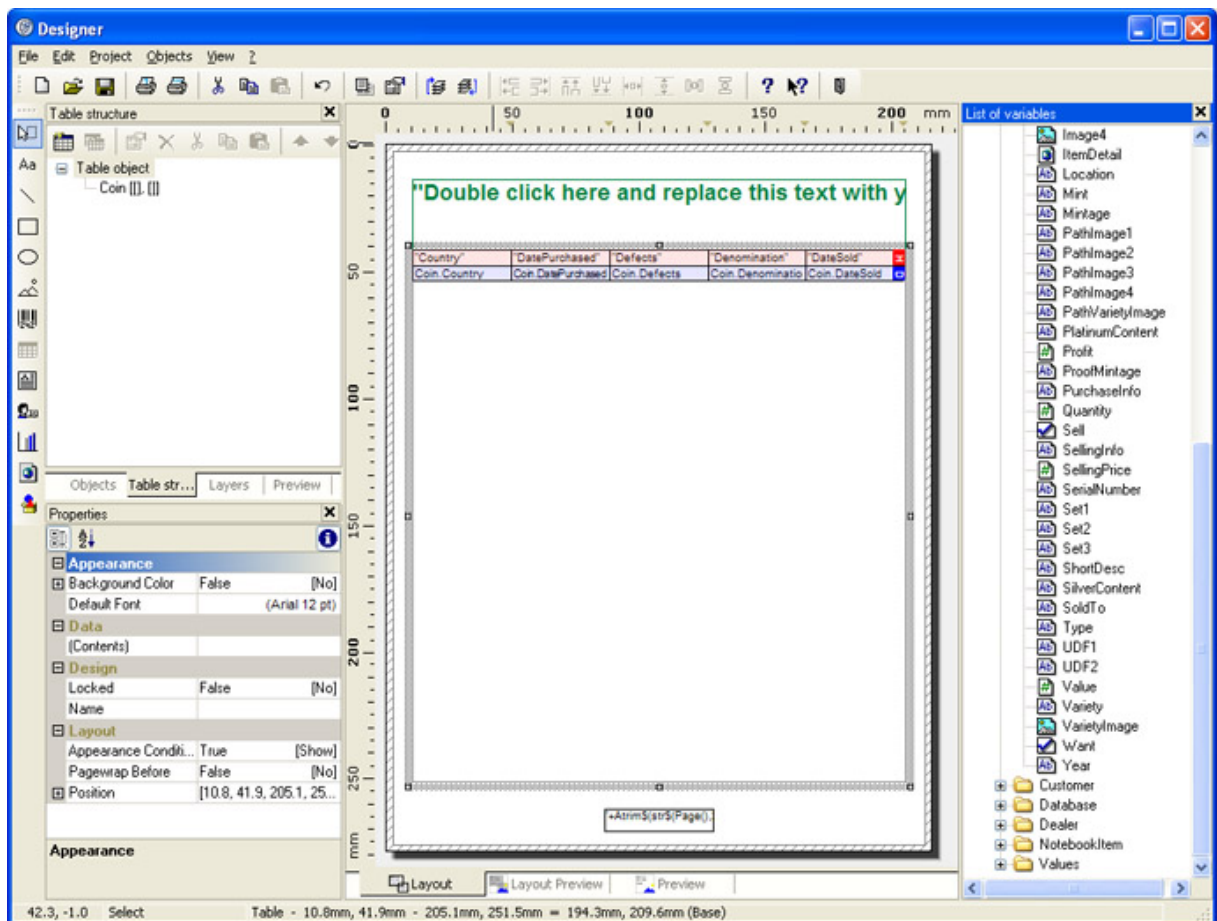 Designer
File Edit Project Objects View ?
Table structure
Table object
Coin [[], []]
Objects Table str... Layers Preview
Properties
Appearance
Background Color False [No]
Default Font (Arial 12 pt)
Data
(Contents)
Design
Locked False [No]
Name
Layout
Appearance Conditi... True [Show]
Pagewrap Before False [No]
Position [10.8, 41.9, 205.1, 25...
Appearance
0 50 100 150 200 mm
50
100
150
200
250
mm
"Double click here and replace this text with y
"Country" "DatePurchased" "Defects" "Denomination" "DateSold"
Coin.Country Coin.DatePurchased Coin.Defects Coin.Denominatio Coin.DateSold
+Atrim$(str$(Page(),
Layout Layout Preview Preview
List of variables
Image4
ItemDetail
Location
Mint
Mintage
PathImage1
PathImage2
PathImage3
PathImage4
PathVarietyImage
PlatinumContent
Profit
ProofMintage
PurchaseInfo
Quantity
Sell
SellingInfo
SellingPrice
SerialNumber
Set1
Set2
Set3
ShortDesc
SilverContent
SoldTo
Type
UDF1
UDF2
Value
Variety
VarietyImage
Want
Year
Customer
Database
Dealer
NotebookItem
Values
42.3, -1.0 Select Table - 10.8mm, 41.9mm - 205.1mm, 251.5mm = 194.3mm, 209.6mm (Base)